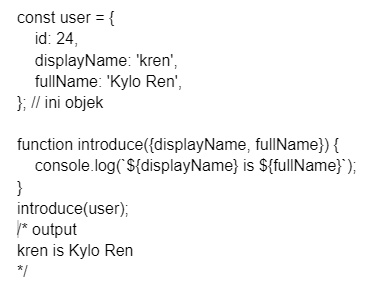 const user = {
id: 24,
displayName: 'kren',
fullName: 'Kylo Ren',
}; // ini objek
function introduce({displayName, fullName}) {
console.log(`${displayName} is ${fullName}`);
}
introduce(user);
/* output
kren is Kylo Ren
*/